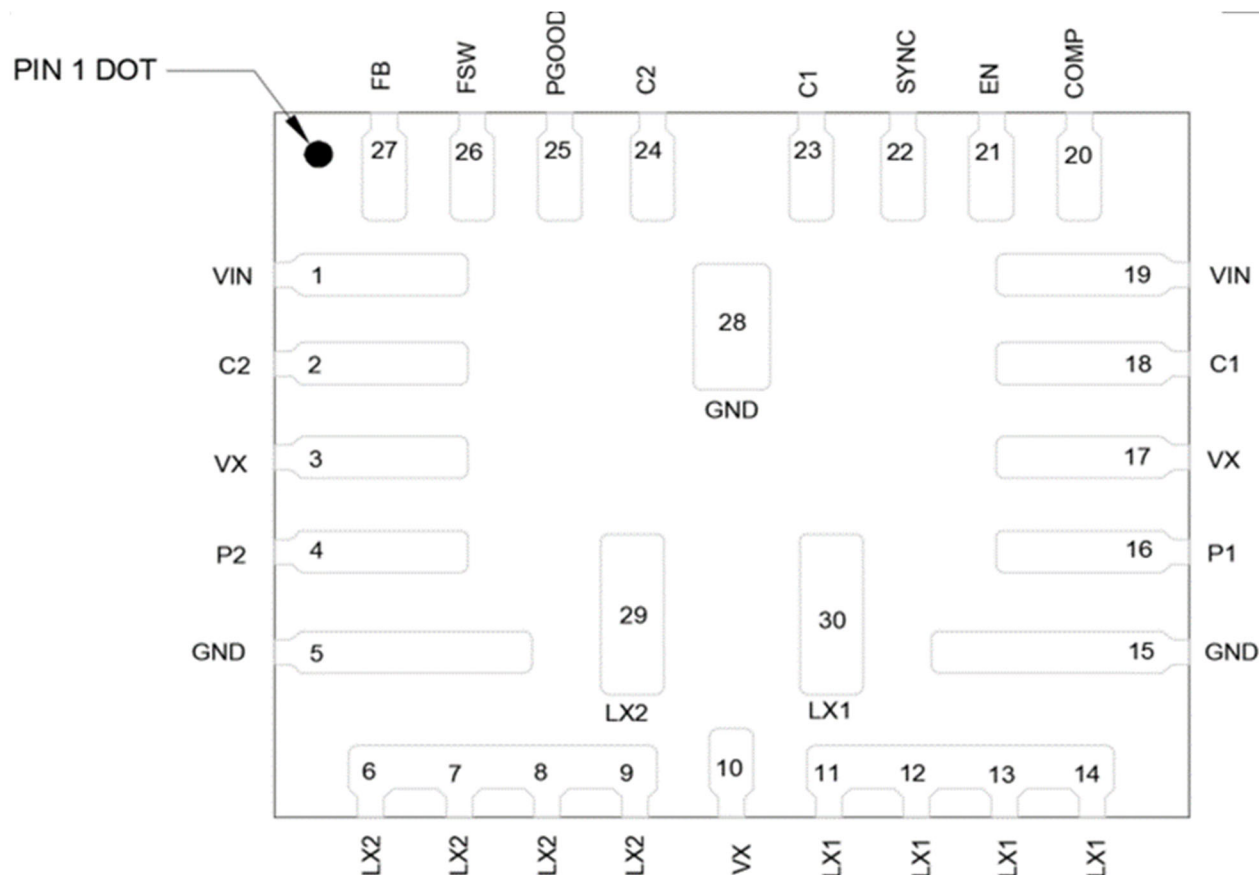 FB FSW PGOOD C2 C1 SYNC EN COMP
PIN 1 DOT
27 26 25 24 23 22 21 20
VIN 1 19 VIN
28
C2 2 18 C1
GND
VX 3 17 VX
P2 4 16 P1
29 30
GND 5 15 GND
LX2 LX1
6 7 8 9 10 11 12 13 14
LX2 LX2 LX2 LX2 VX LX1 LX1 LX1 LX1